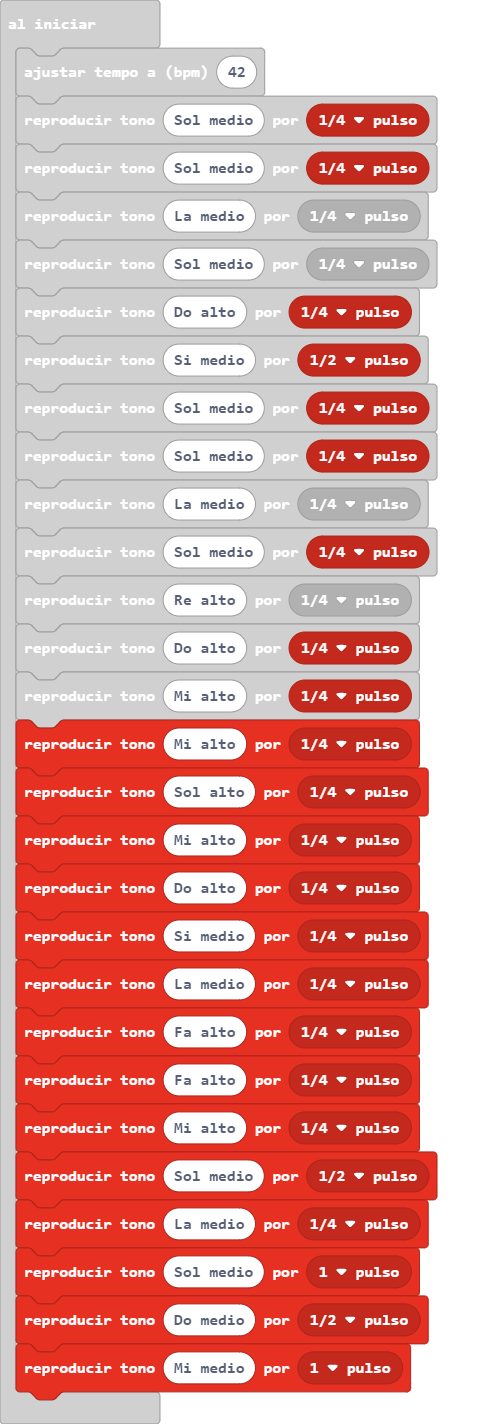 al iniciar
ajustar tempo a (bpm) 42
reproducir tono Sol medio por 1/4 pulso
reproducir tono Sol medio por 1/4 pulso
reproducir tono La medio por 1/4 pulso
reproducir tono Sol medio por 1/4 pulso
reproducir tono Do alto por 1/4 pulso
reproducir tono Si medio por 1/2 pulso
reproducir tono Sol medio por 1/4 pulso
reproducir tono Sol medio por 1/4 pulso
reproducir tono La medio por 1/4 pulso
reproducir tono Sol medio por 1/4 pulso
reproducir tono Re alto por 1/4 pulso
reproducir tono Do alto por 1/4 pulso
reproducir tono Mi alto por 1/4 pulso
reproducir tono Mi alto por 1/4 pulso
reproducir tono Sol alto por 1/4 pulso
reproducir tono Mi alto por 1/4 pulso
reproducir tono Do alto por 1/4 pulso
reproducir tono Si medio por 1/4 pulso
reproducir tono La medio por 1/4 pulso
reproducir tono Fa alto por 1/4 pulso
reproducir tono Fa alto por 1/4 pulso
reproducir tono Mi alto por 1/4 pulso
reproducir tono Sol medio por 1/2 pulso
reproducir tono La medio por 1/4 pulso
reproducir tono Sol medio por 1 pulso
reproducir tono Do medio por 1/2 pulso
reproducir tono Mi medio por 1 pulso